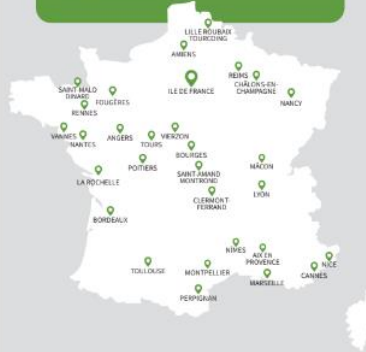 LILLE ROUBAIX
TOURCOING
AMIENS
REIMS
CHÂLONS-EN-
CHAMPAGNE
ILE DE FRANCE
NANCY
SAINT MALO
DINARD
FOUGÈRES
RENNES
VANNES
NANTES
ANGERS
TOURS
VIERZON
BOURGES
POITIERS
SAINT-AMAND
MONTROND
MÂCON
LA ROCHELLE
CLERMONT-
FERRAND
LYON
BORDEAUX
NÎMES
AIX EN
PROVENCE
NICE
TOULOUSE
MONTPELLIER
MARSEILLE
CANNES
PERPIGNAN